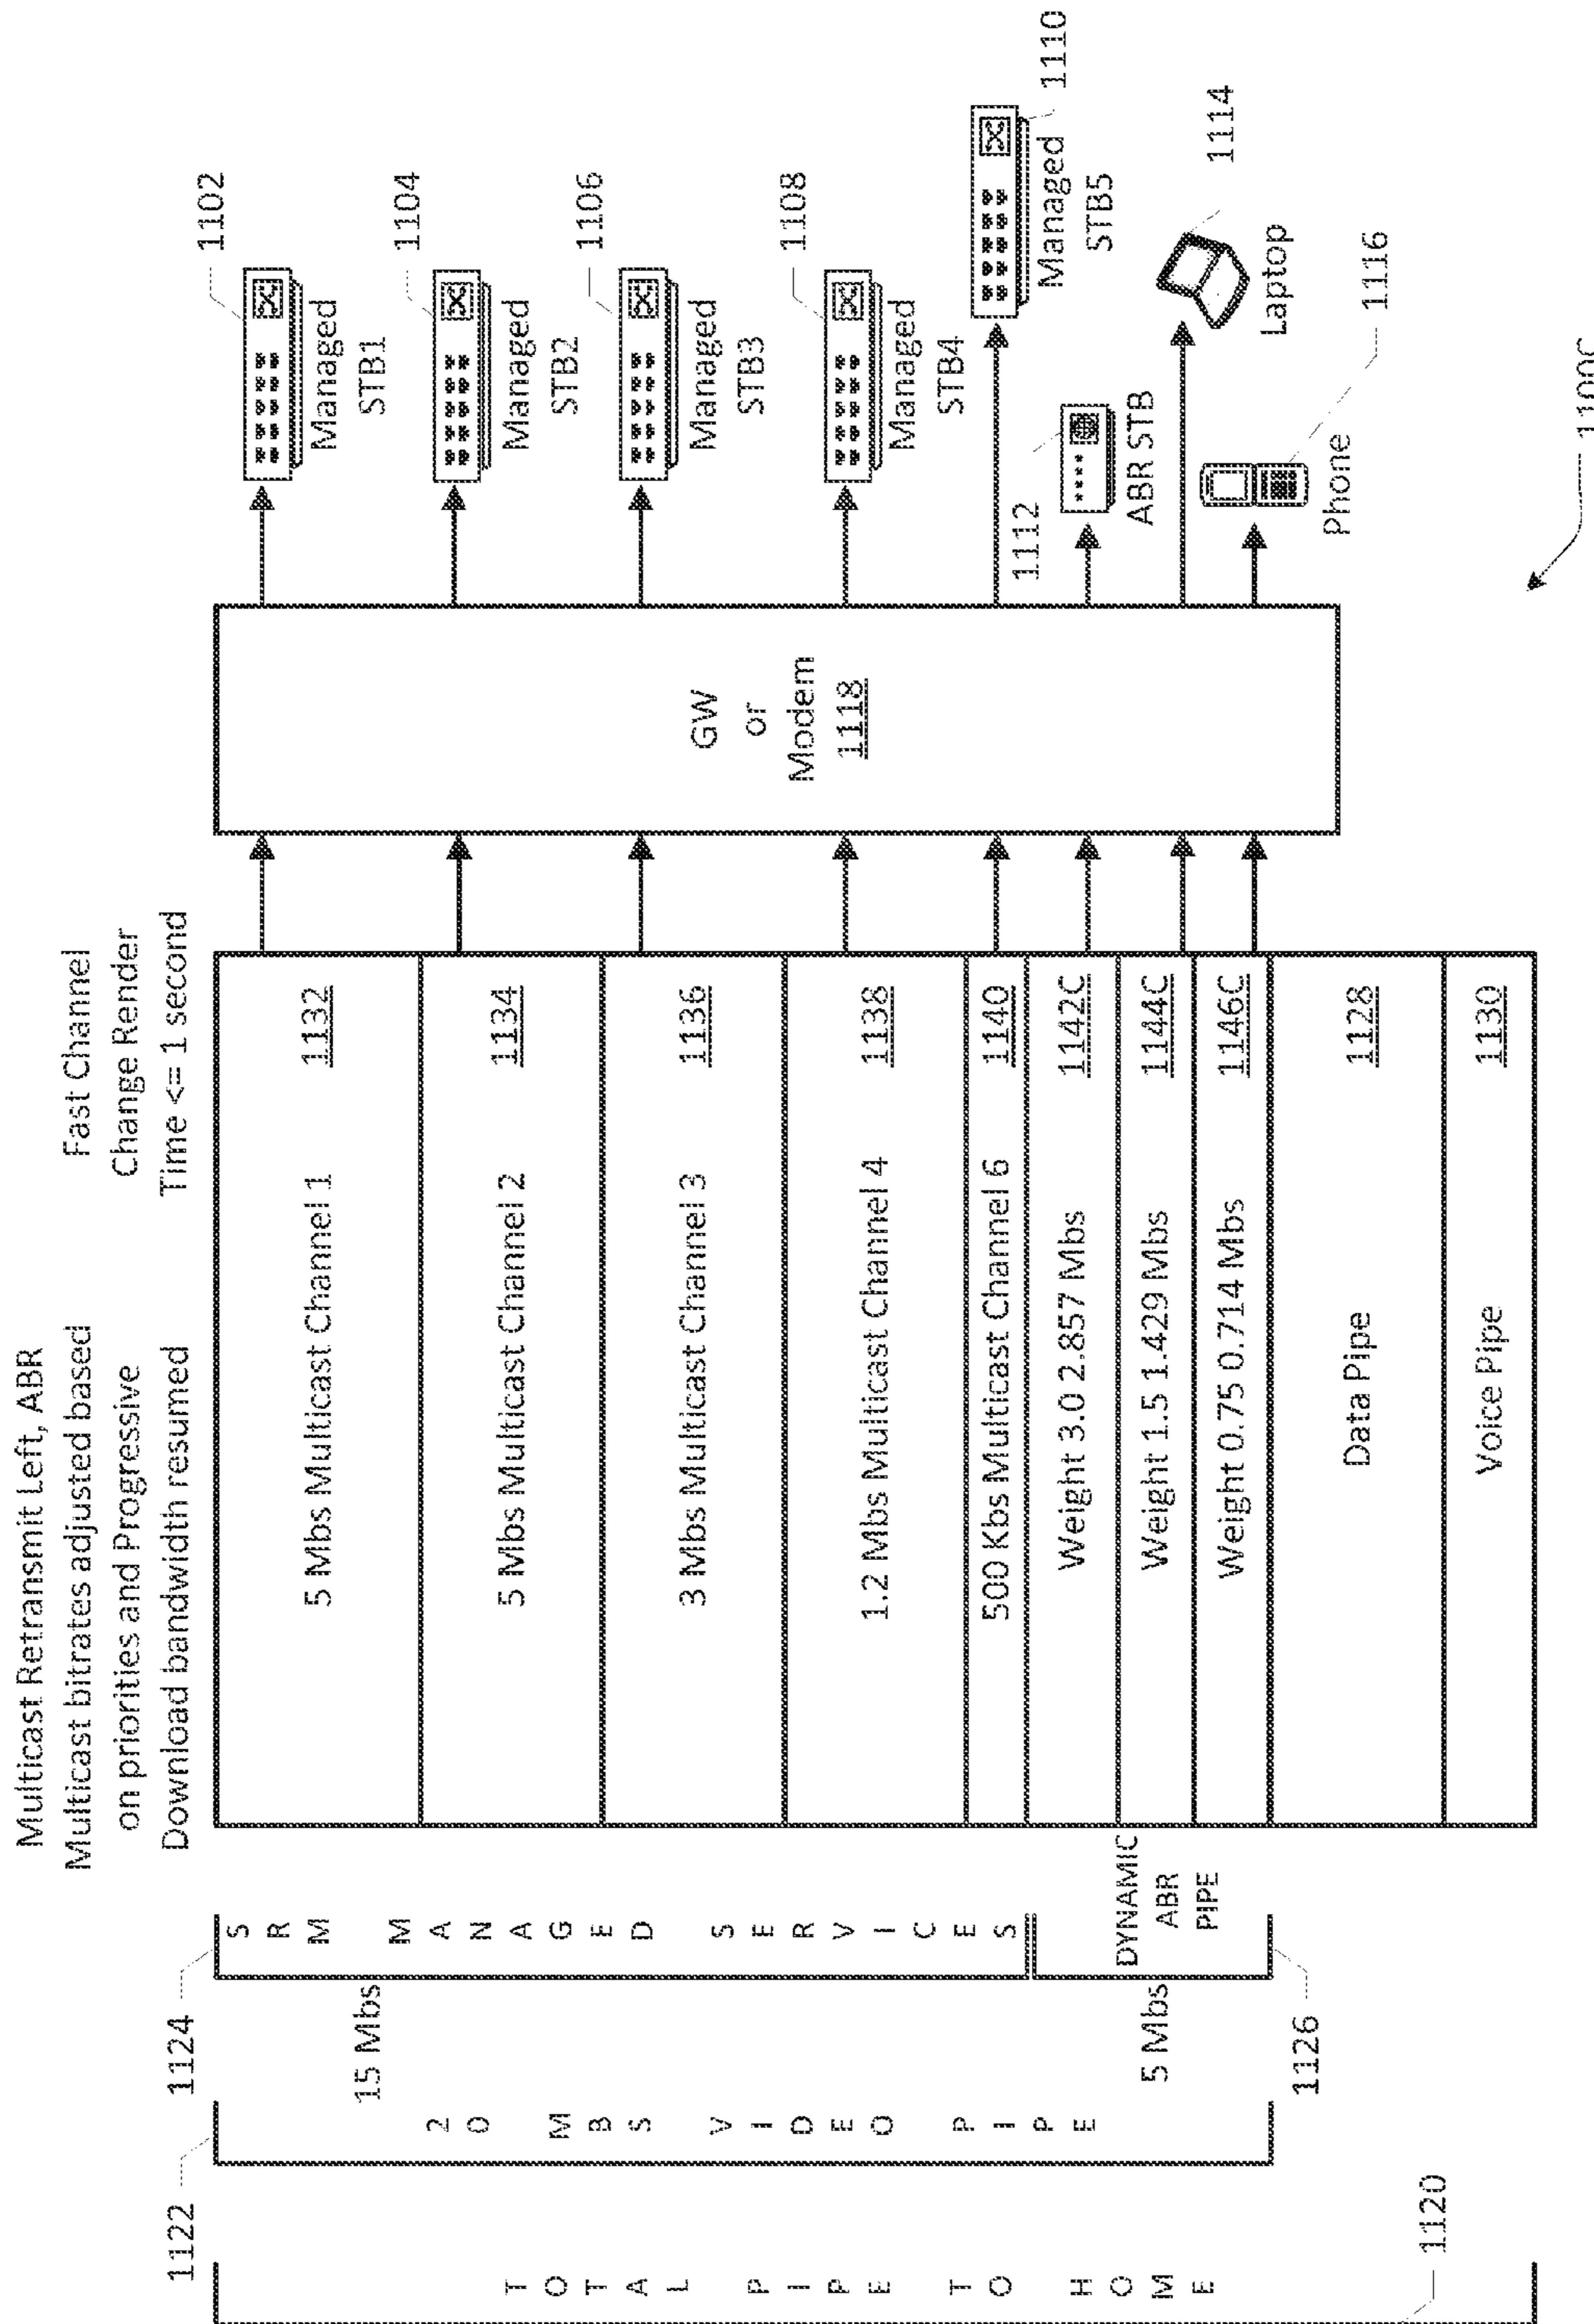 Multicast Retransmit Left, ABR
Multicast bitrates adjusted based
on priorities and Progressive
Download bandwidth resumed
Fast Channel
Change Render
Time <= 1 second
TOTAL PIPE TO HOME
1120
1122
20 MBS VIDEO PIPE
1124
SRM MANAGED SERVICES
15 Mbs
DYNAMIC
ABR
PIPE
5 Mbs
1126
5 Mbs Multicast Channel 1 1132
5 Mbs Multicast Channel 2 1134
3 Mbs Multicast Channel 3 1136
1.2 Mbs Multicast Channel 4 1138
500 Kbs Multicast Channel 6 1140
Weight 3.0 2.857 Mbs 1142C
Weight 1.5 1.429 Mbs 1144C
Weight 0.75 0.714 Mbs 1146C
Data Pipe 1128
Voice Pipe 1130
GW
or
Modem
1118
1102
Managed
STB1
1104
Managed
STB2
1106
Managed
STB3
1108
Managed
STB4
1110
Managed
STB5
1112
ABR STB
1114
Laptop
1116
Phone
1100C